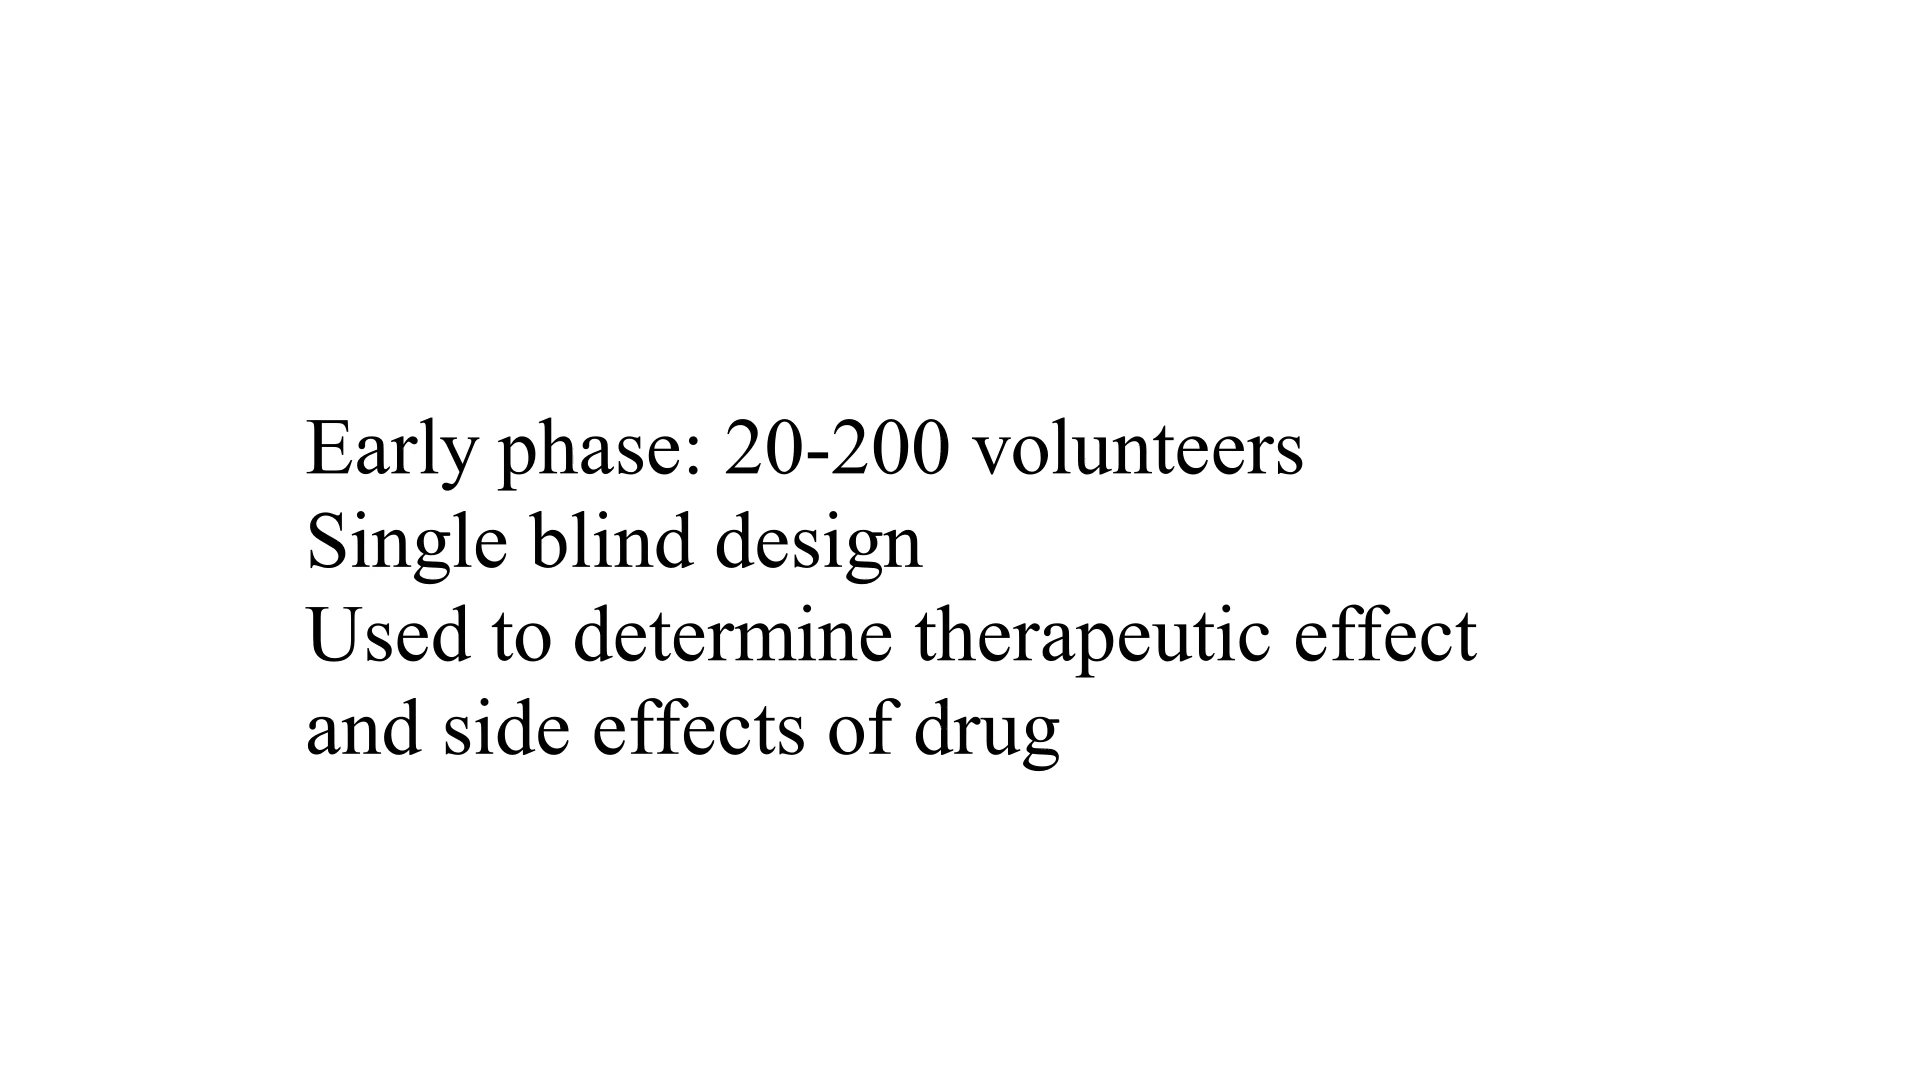 Early phase: 20-200 volunteers
Single blind design
Used to determine therapeutic effect
and side effects of drug